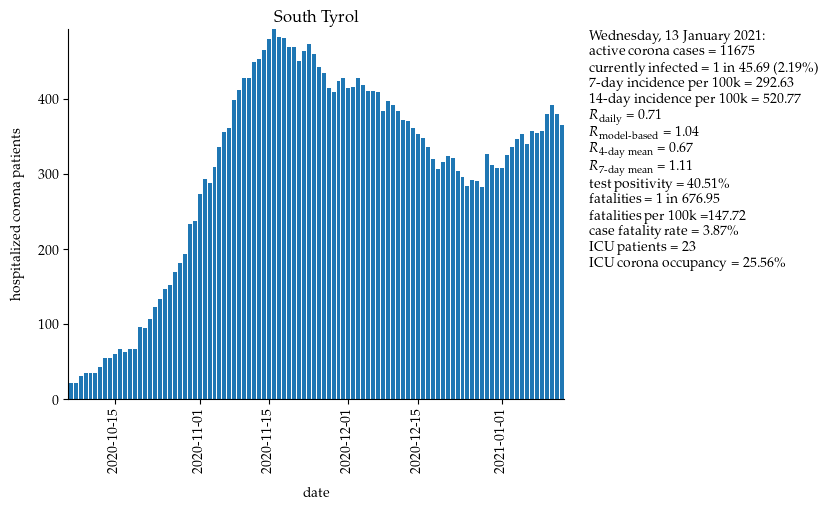 South Tyrol
hospitalized corona patients
400
300
200
100
0
2020-10-15
2020-11-01
2020-11-15
2020-12-01
2020-12-15
2021-01-01
date
Wednesday, 13 January 2021:
active corona cases = 11675
currently infected = 1 in 45.69 (2.19%)
7-day incidence per 100k = 292.63
14-day incidence per 100k = 520.77
R daily = 0.71
R model-based = 1.04
R 4-day mean = 0.67
R 7-day mean = 1.11
test positivity = 40.51%
fatalities = 1 in 676.95
fatalities per 100k =147.72
case fatality rate = 3.87%
ICU patients = 23
ICU corona occupancy = 25.56%